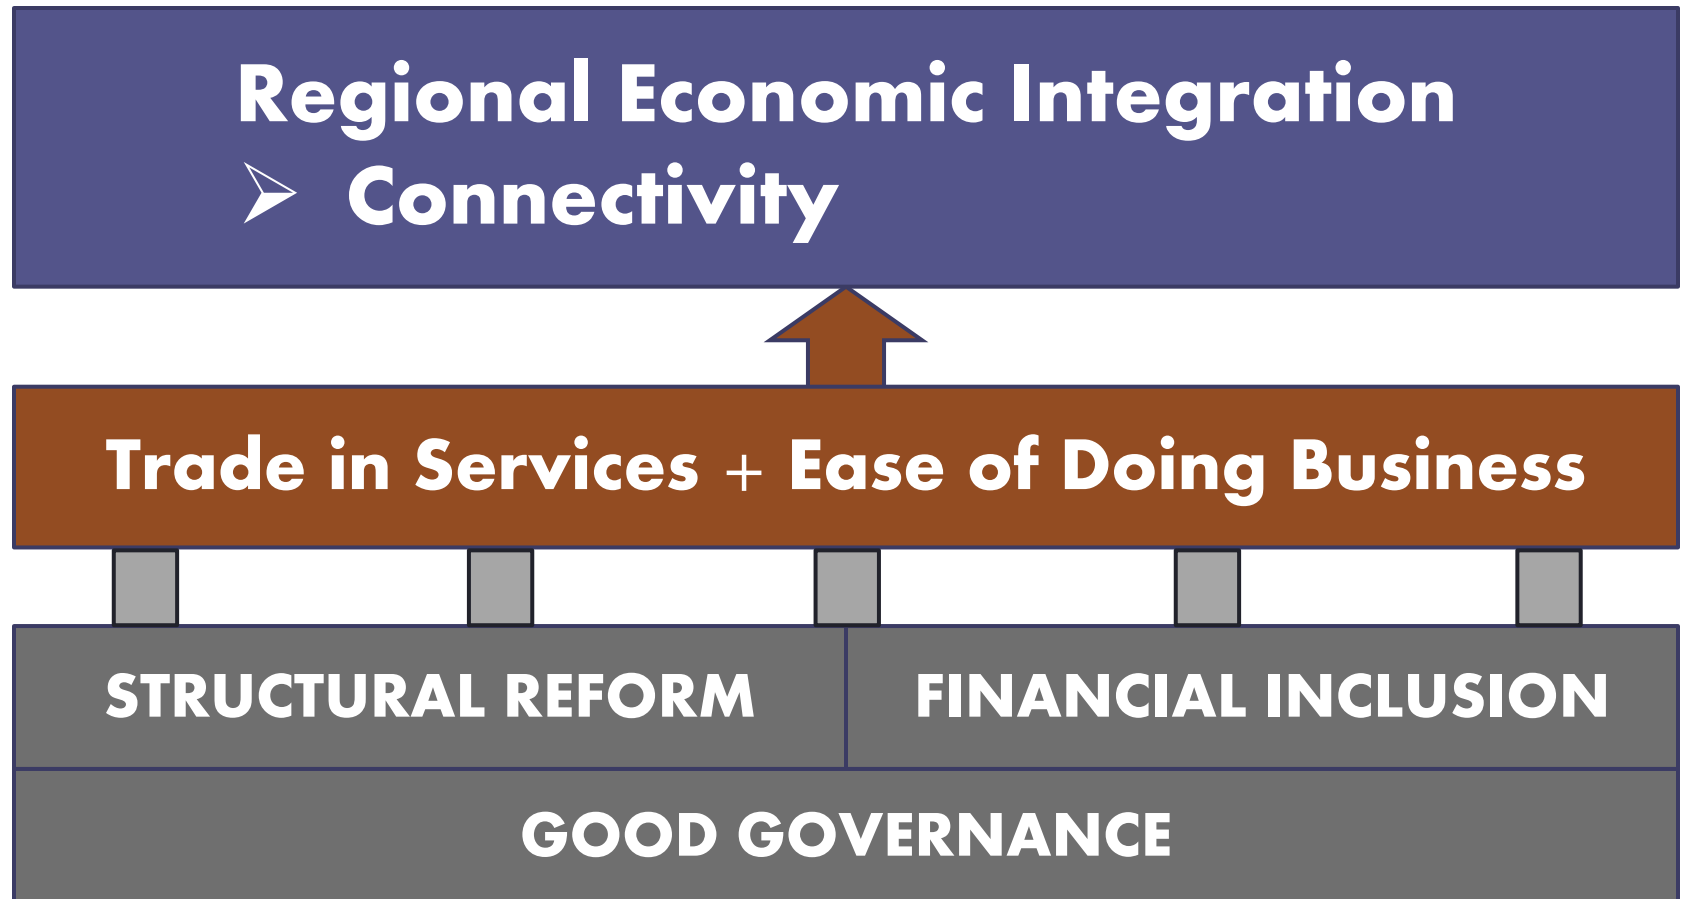 Regional Economic Integration
➢ Connectivity
Trade in Services + Ease of Doing Business
STRUCTURAL REFORM
FINANCIAL INCLUSION
GOOD GOVERNANCE